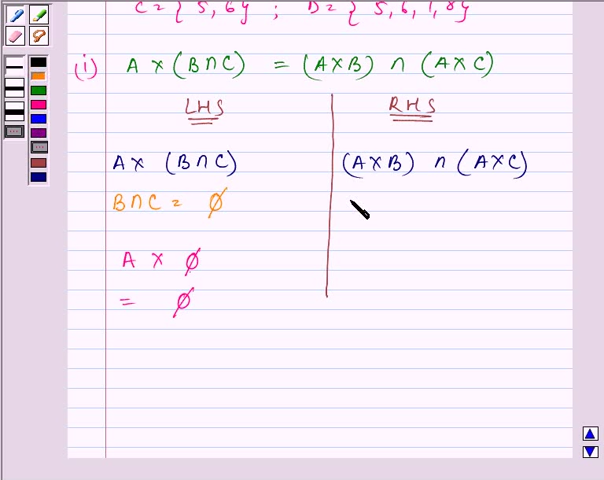 C = { 5, 6 } ; D = { 5, 6, 7, 8 }
(i) A × (B ∩ C) = (A × B) ∩ (A × C)
LHS RHS
A × (B ∩ C) (A × B) ∩ (A × C)
B ∩ C = ∅
A × ∅
= ∅